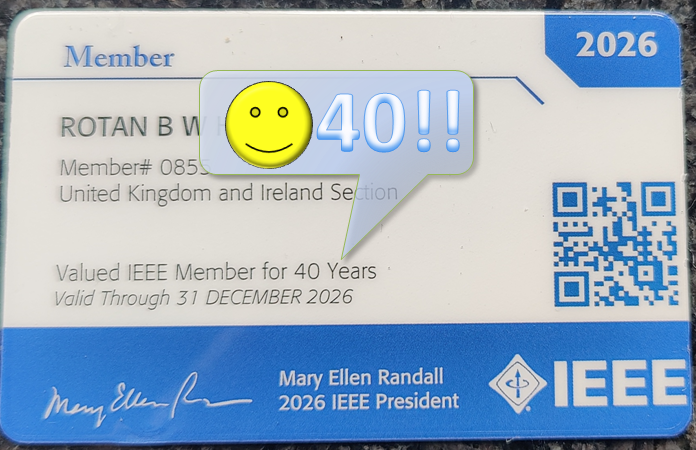 Member
2026
40!!
ROTAN B W
Member# 0855
United Kingdom and Ireland Section
Valued IEEE Member for 40 Years
Valid Through 31 DECEMBER 2026
Mary Ellen Randall
2026 IEEE President
IEEE